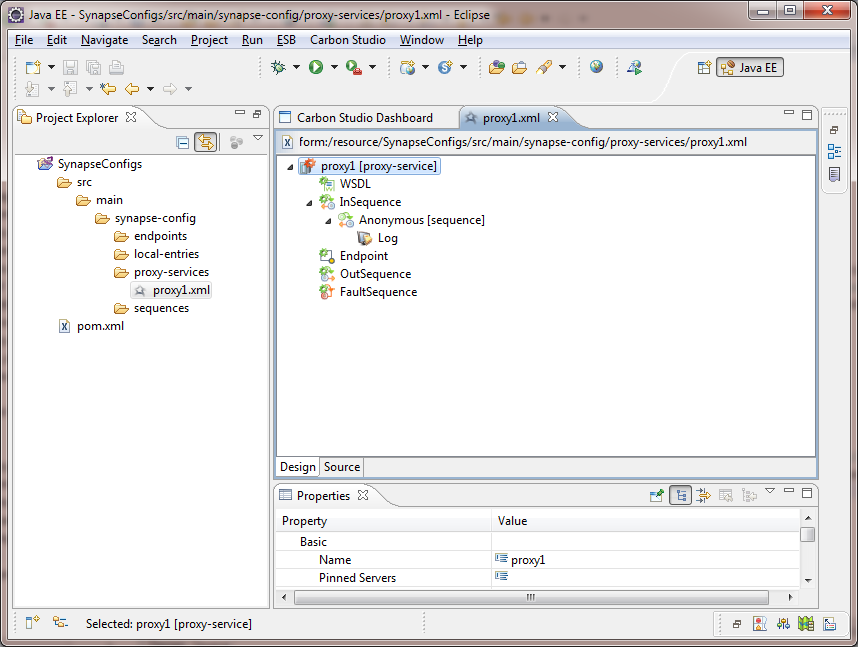 Java EE - SynapseConfigs/src/main/synapse-config/proxy-services/proxy1.xml - Eclipse
File Edit Navigate Search Project Run ESB Carbon Studio Window Help
Java EE
Project Explorer
SynapseConfigs
src
main
synapse-config
endpoints
local-entries
proxy-services
proxy1.xml
sequences
pom.xml
Carbon Studio Dashboard proxy1.xml
form:/resource/SynapseConfigs/src/main/synapse-config/proxy-services/proxy1.xml
proxy1 [proxy-service]
WSDL
InSequence
Anonymous [sequence]
Log
Endpoint
OutSequence
FaultSequence
Design Source
Properties
Property Value
Basic
Name proxy1
Pinned Servers
Selected: proxy1 [proxy-service]